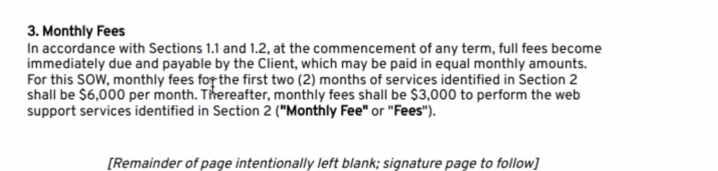 3. Monthly Fees
In accordance with Sections 1.1 and 1.2, at the commencement of any term, full fees become
immediately due and payable by the Client, which may be paid in equal monthly amounts.
For this SOW, monthly fees for the first two (2) months of services identified in Section 2
shall be $6,000 per month. Thereafter, monthly fees shall be $3,000 to perform the web
support services identified in Section 2 ("Monthly Fee" or "Fees").
[Remainder of page intentionally left blank; signature page to follow]